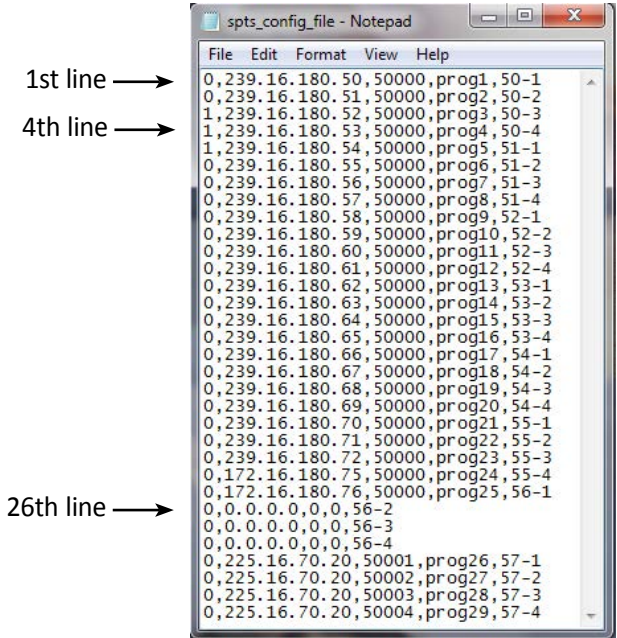 spts_config_file - Notepad
File Edit Format View Help
1st line
0,239.16.180.50,50000,prog1,50-1
0,239.16.180.51,50000,prog2,50-2
1,239.16.180.52,50000,prog3,50-3
4th line
1,239.16.180.53,50000,prog4,50-4
1,239.16.180.54,50000,prog5,51-1
0,239.16.180.55,50000,prog6,51-2
0,239.16.180.56,50000,prog7,51-3
0,239.16.180.57,50000,prog8,51-4
0,239.16.180.58,50000,prog9,52-1
0,239.16.180.59,50000,prog10,52-2
0,239.16.180.60,50000,prog11,52-3
0,239.16.180.61,50000,prog12,52-4
0,239.16.180.62,50000,prog13,53-1
0,239.16.180.63,50000,prog14,53-2
0,239.16.180.64,50000,prog15,53-3
0,239.16.180.65,50000,prog16,53-4
0,239.16.180.66,50000,prog17,54-1
0,239.16.180.67,50000,prog18,54-2
0,239.16.180.68,50000,prog19,54-3
0,239.16.180.69,50000,prog20,54-4
0,239.16.180.70,50000,prog21,55-1
0,239.16.180.71,50000,prog22,55-2
0,239.16.180.72,50000,prog23,55-3
0,172.16.180.75,50000,prog24,55-4
0,172.16.180.76,50000,prog25,56-1
26th line
0,0.0.0.0,0,0,56-2
0,0.0.0.0,0,0,56-3
0,0.0.0.0,0,0,56-4
0,225.16.70.20,50001,prog26,57-1
0,225.16.70.20,50002,prog27,57-2
0,225.16.70.20,50003,prog28,57-3
0,225.16.70.20,50004,prog29,57-4